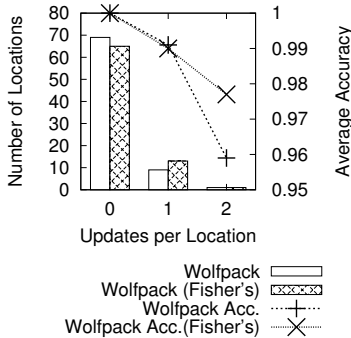 80 1
70 0.99
60
50 0.98
40
30 0.97
20 0.96
10
0 0.95
Number of Locations
Average Accuracy
0 1 2
Updates per Location
Wolfpack
Wolfpack (Fisher's)
Wolfpack Acc.
Wolfpack Acc.(Fisher's)